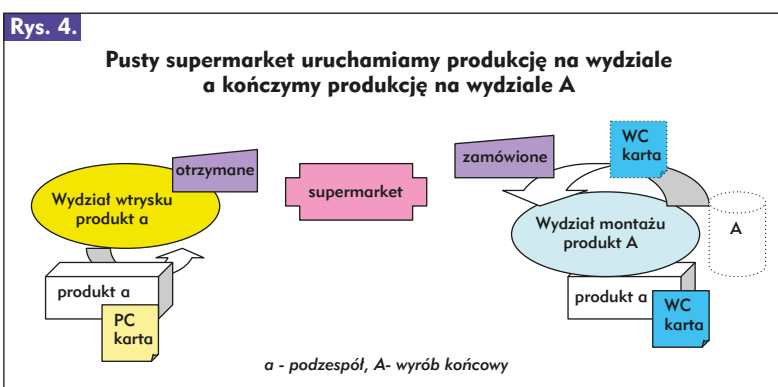 Rys. 4.
Pusty supermarket uruchamiamy produkcję na wydziale
a kończymy produkcję na wydziale A
otrzymane
Wydział wtrysku
produkt a
produkt a
PC
karta
supermarket
zamówione
WC
karta
Wydział montażu
produkt A
A
produkt a
WC
karta
a - podzespół, A- wyrób końcowy